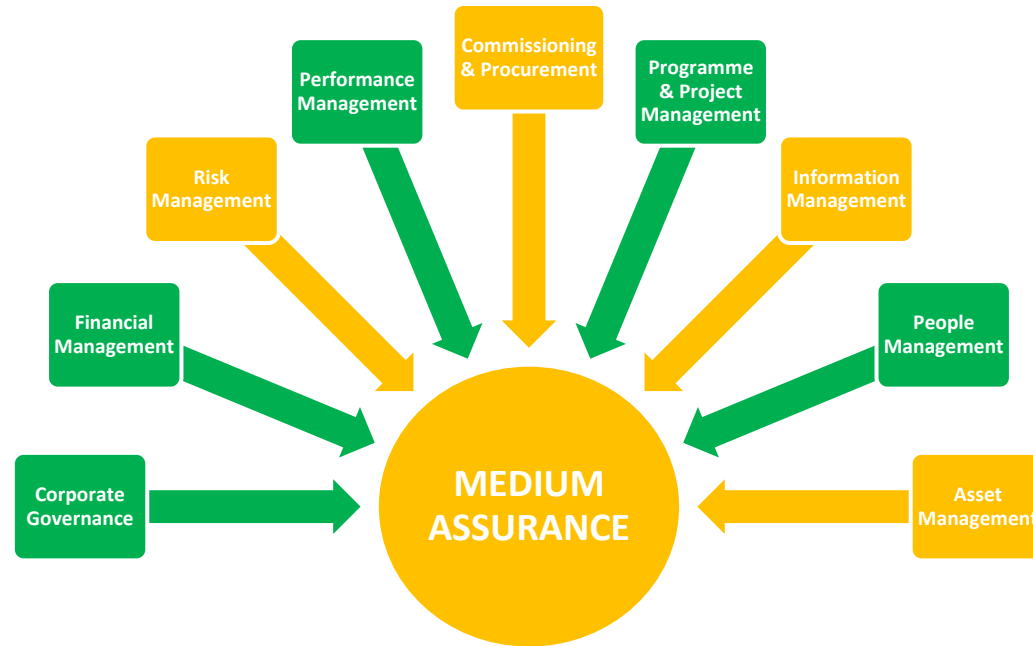 Commissioning
& Procurement
Performance
Management
Programme
& Project
Management
Risk
Management
Information
Management
Financial
Management
People
Management
Corporate
Governance
MEDIUM
ASSURANCE
Asset
Management